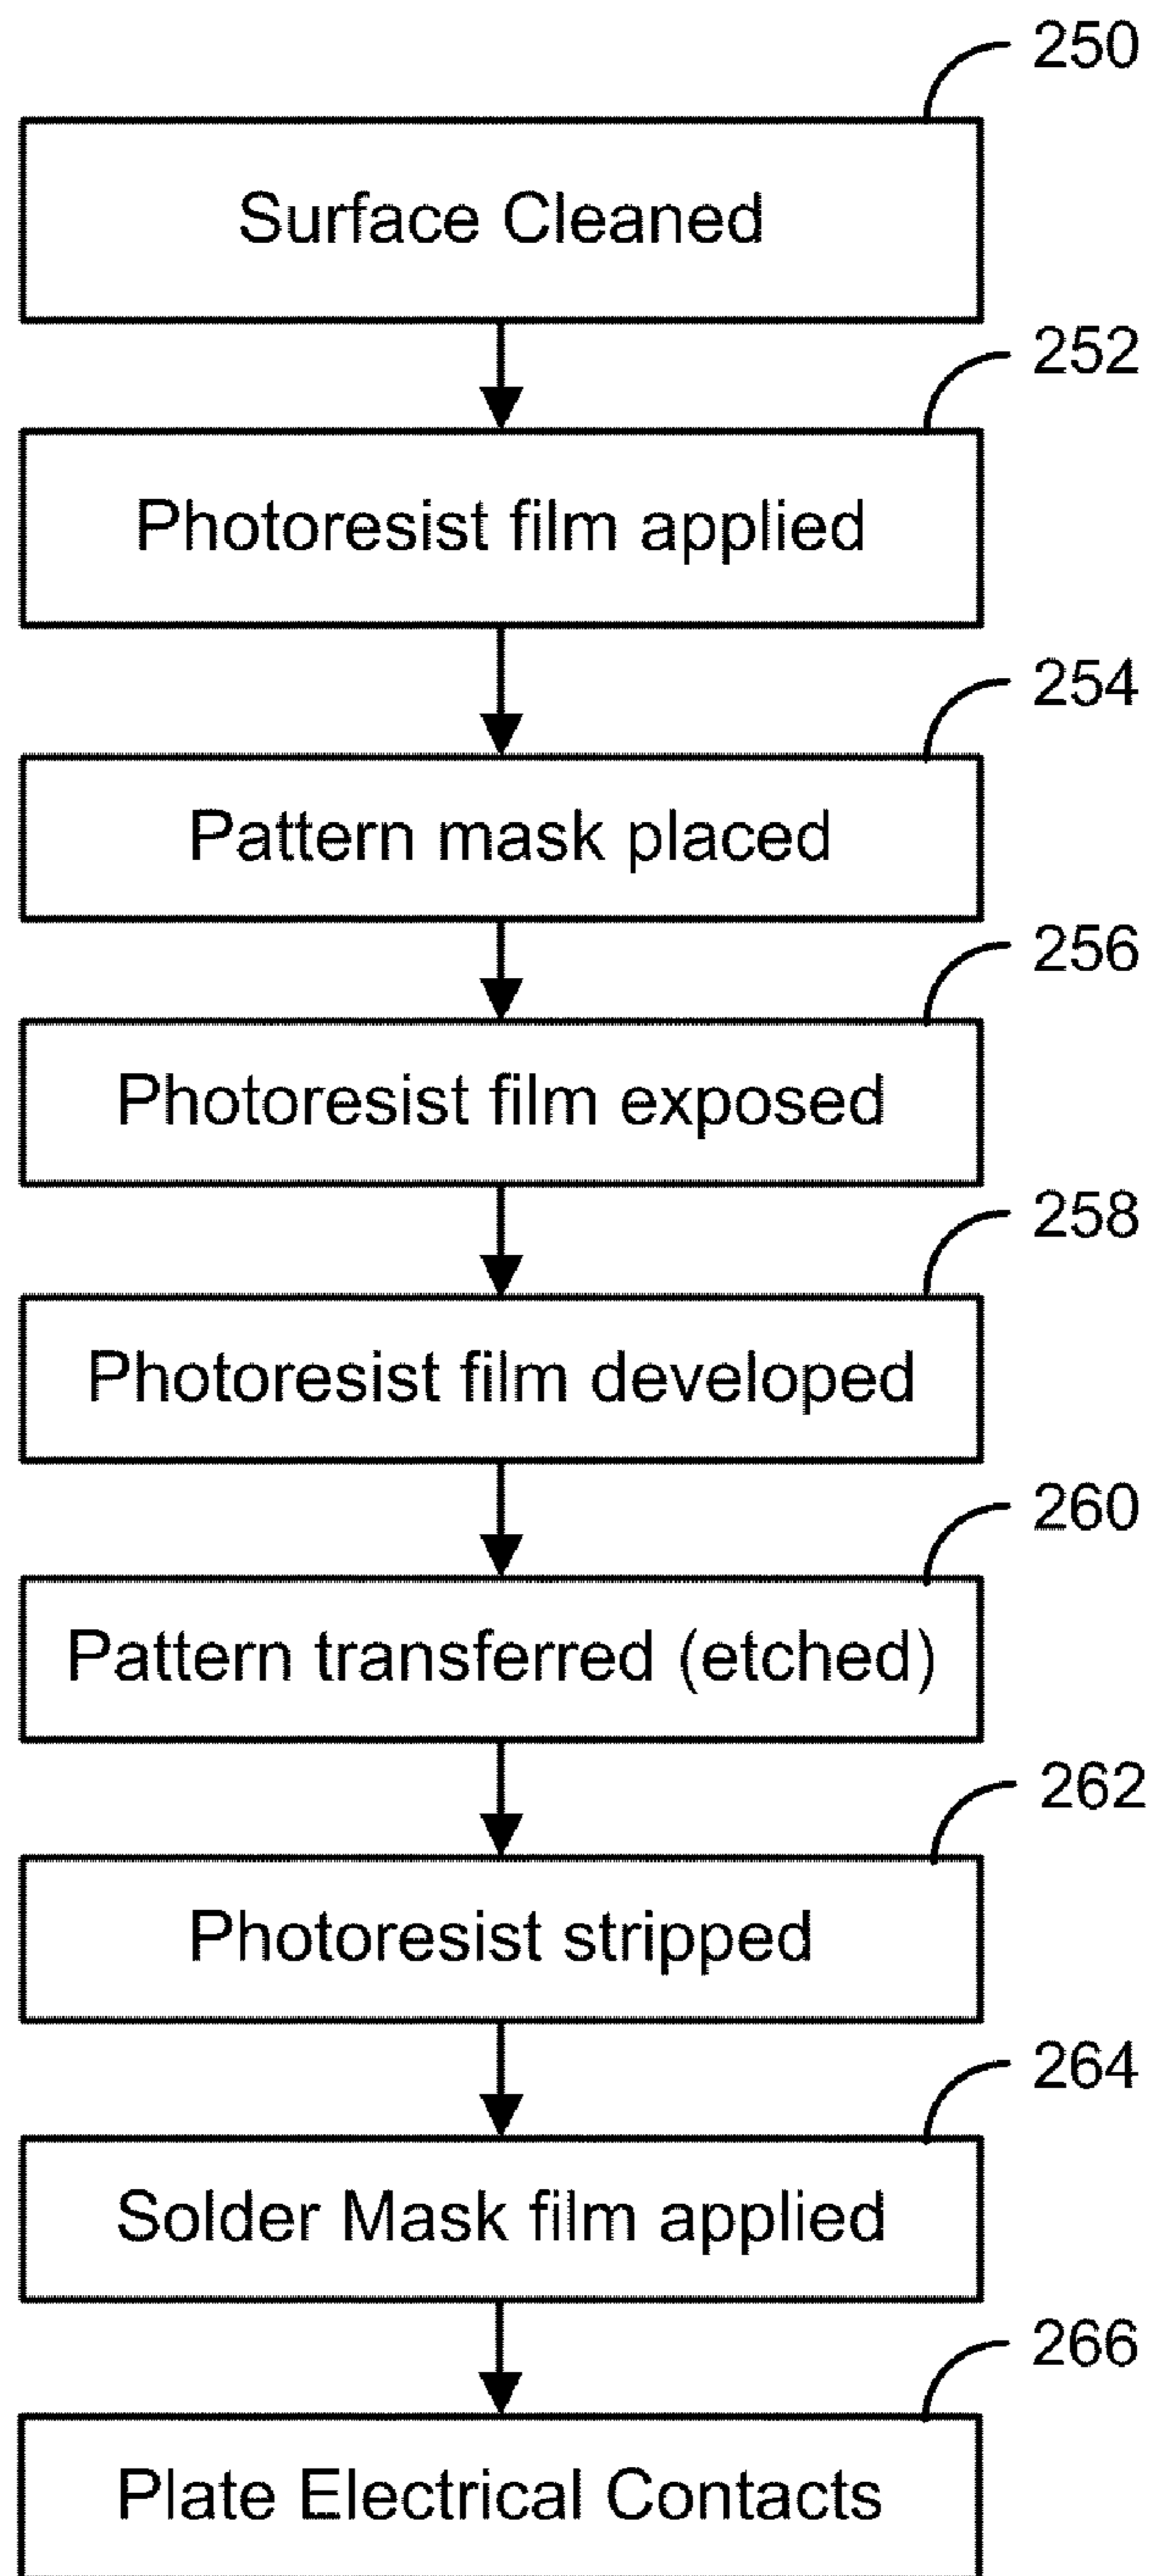 250
Surface Cleaned
252
Photoresist film applied
254
Pattern mask placed
256
Photoresist film exposed
258
Photoresist film developed
260
Pattern transferred (etched)
262
Photoresist stripped
264
Solder Mask film applied
266
Plate Electrical Contacts